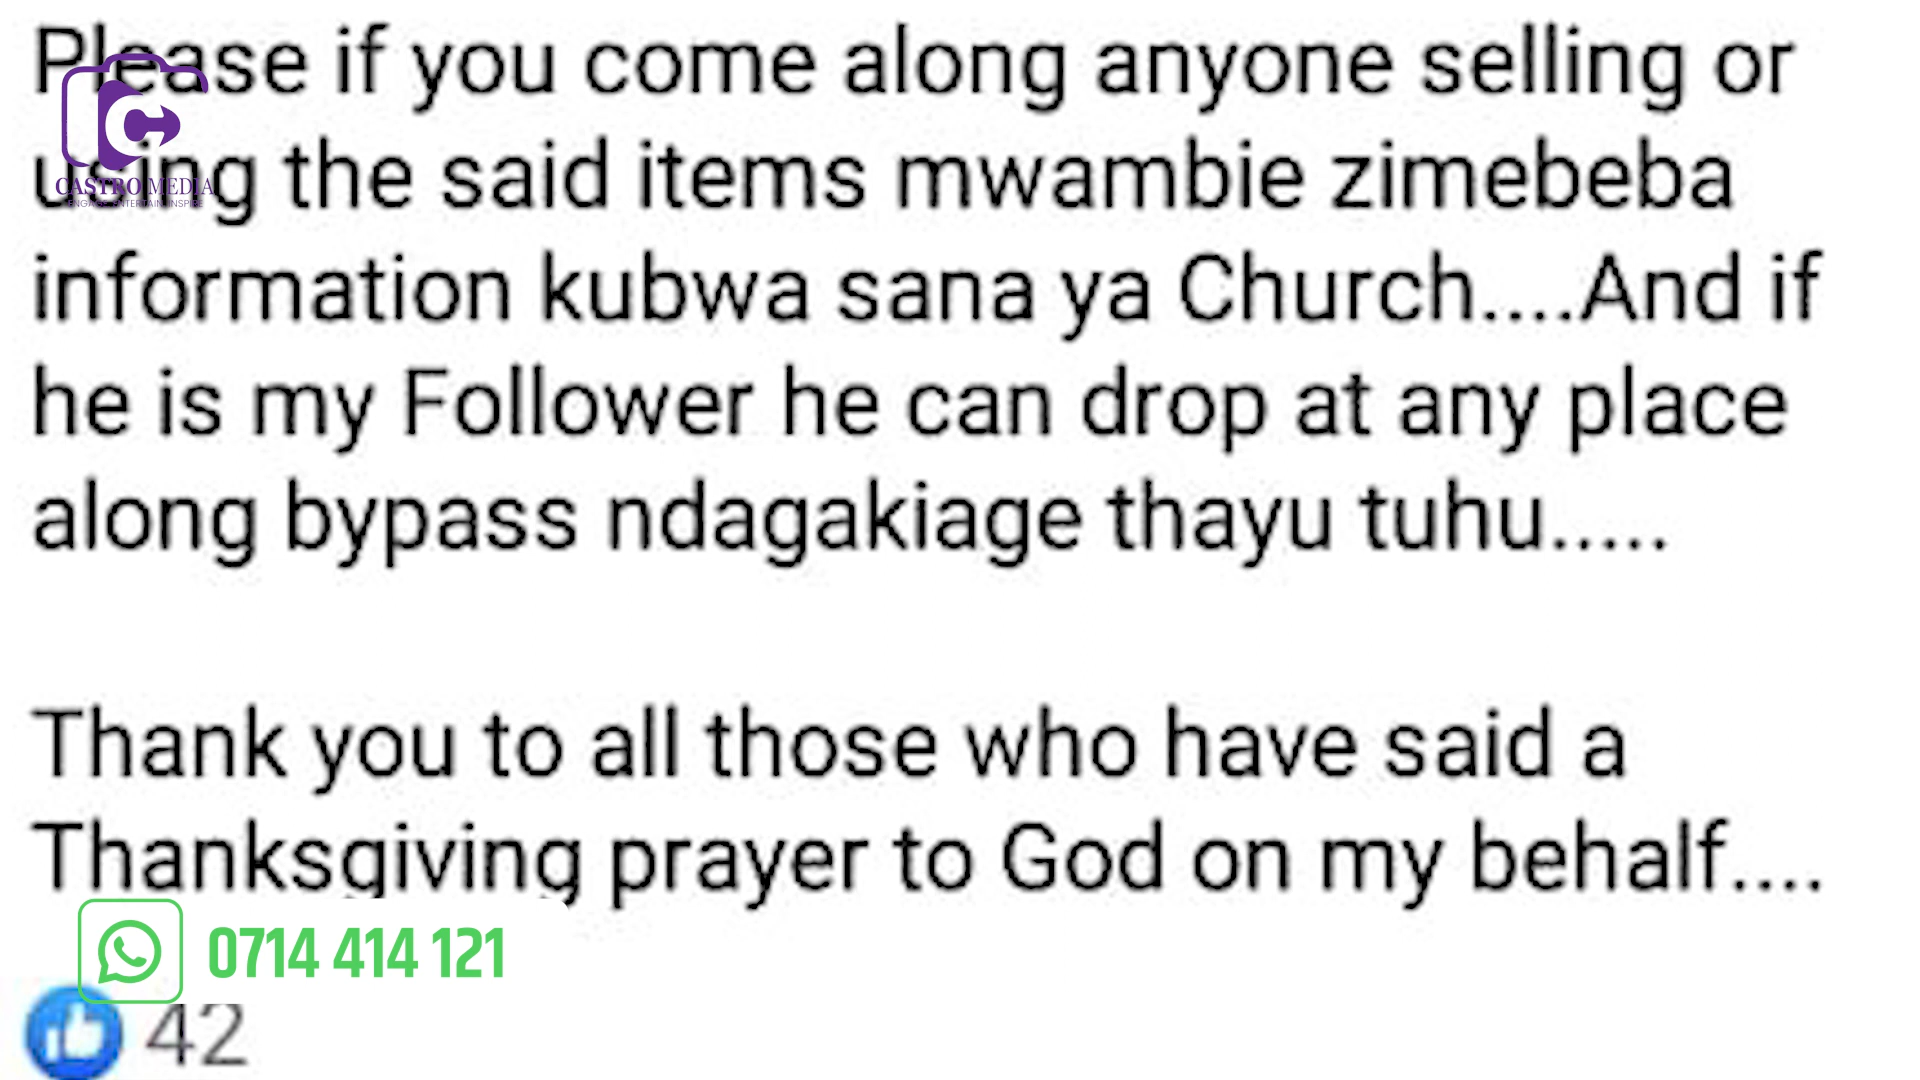 Please if you come along anyone selling or
using the said items mwambie zimebeba
information kubwa sana ya Church....And if
he is my Follower he can drop at any place
along bypass ndagakiage thayu tuhu.....
Thank you to all those who have said a
Thanksgiving prayer to God on my behalf....
CASTRO MEDIA
ENGAGE ENTERTAIN INSPIRE
0714 414 121
42